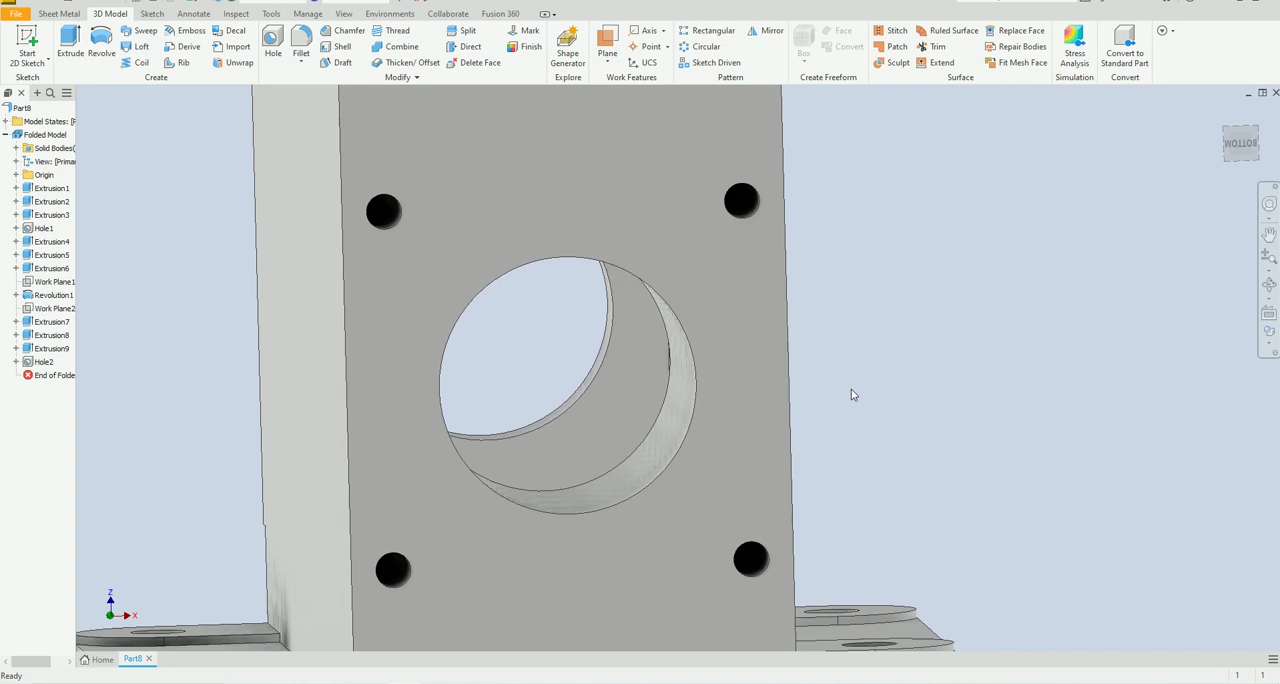 File Sheet Metal 3D Model Sketch Annotate Inspect Tools Manage View Environments Collaborate Fusion 360
Start
2D Sketch
Sketch
Extrude
Revolve
Sweep
Loft
Coil
Emboss
Derive
Rib
Decal
Import
Unwrap
Create
Hole
Fillet
Chamfer
Shell
Draft
Thread
Combine
Thicken/ Offset
Split
Direct
Delete Face
Mark
Finish
Modify
Shape
Generator
Explore
Plane
Axis
Point
UCS
Work Features
Rectangular
Circular
Sketch Driven
Mirror
Pattern
Box
Face
Convert
Create Freeform
Stitch
Patch
Sculpt
Ruled Surface
Trim
Extend
Replace Face
Repair Bodies
Fit Mesh Face
Surface
Stress
Analysis
Simulation
Convert to
Standard Part
Convert
Part8
Model States: [P
Folded Model
Solid Bodies(
View: [Prima
Origin
Extrusion1
Extrusion2
Extrusion3
Hole1
Extrusion4
Extrusion5
Extrusion6
Work Plane1
Revolution1
Work Plane2
Extrusion7
Extrusion8
Extrusion9
Hole2
End of Folde
BOTTOM
Z
X
Home Part8
Ready
1 1